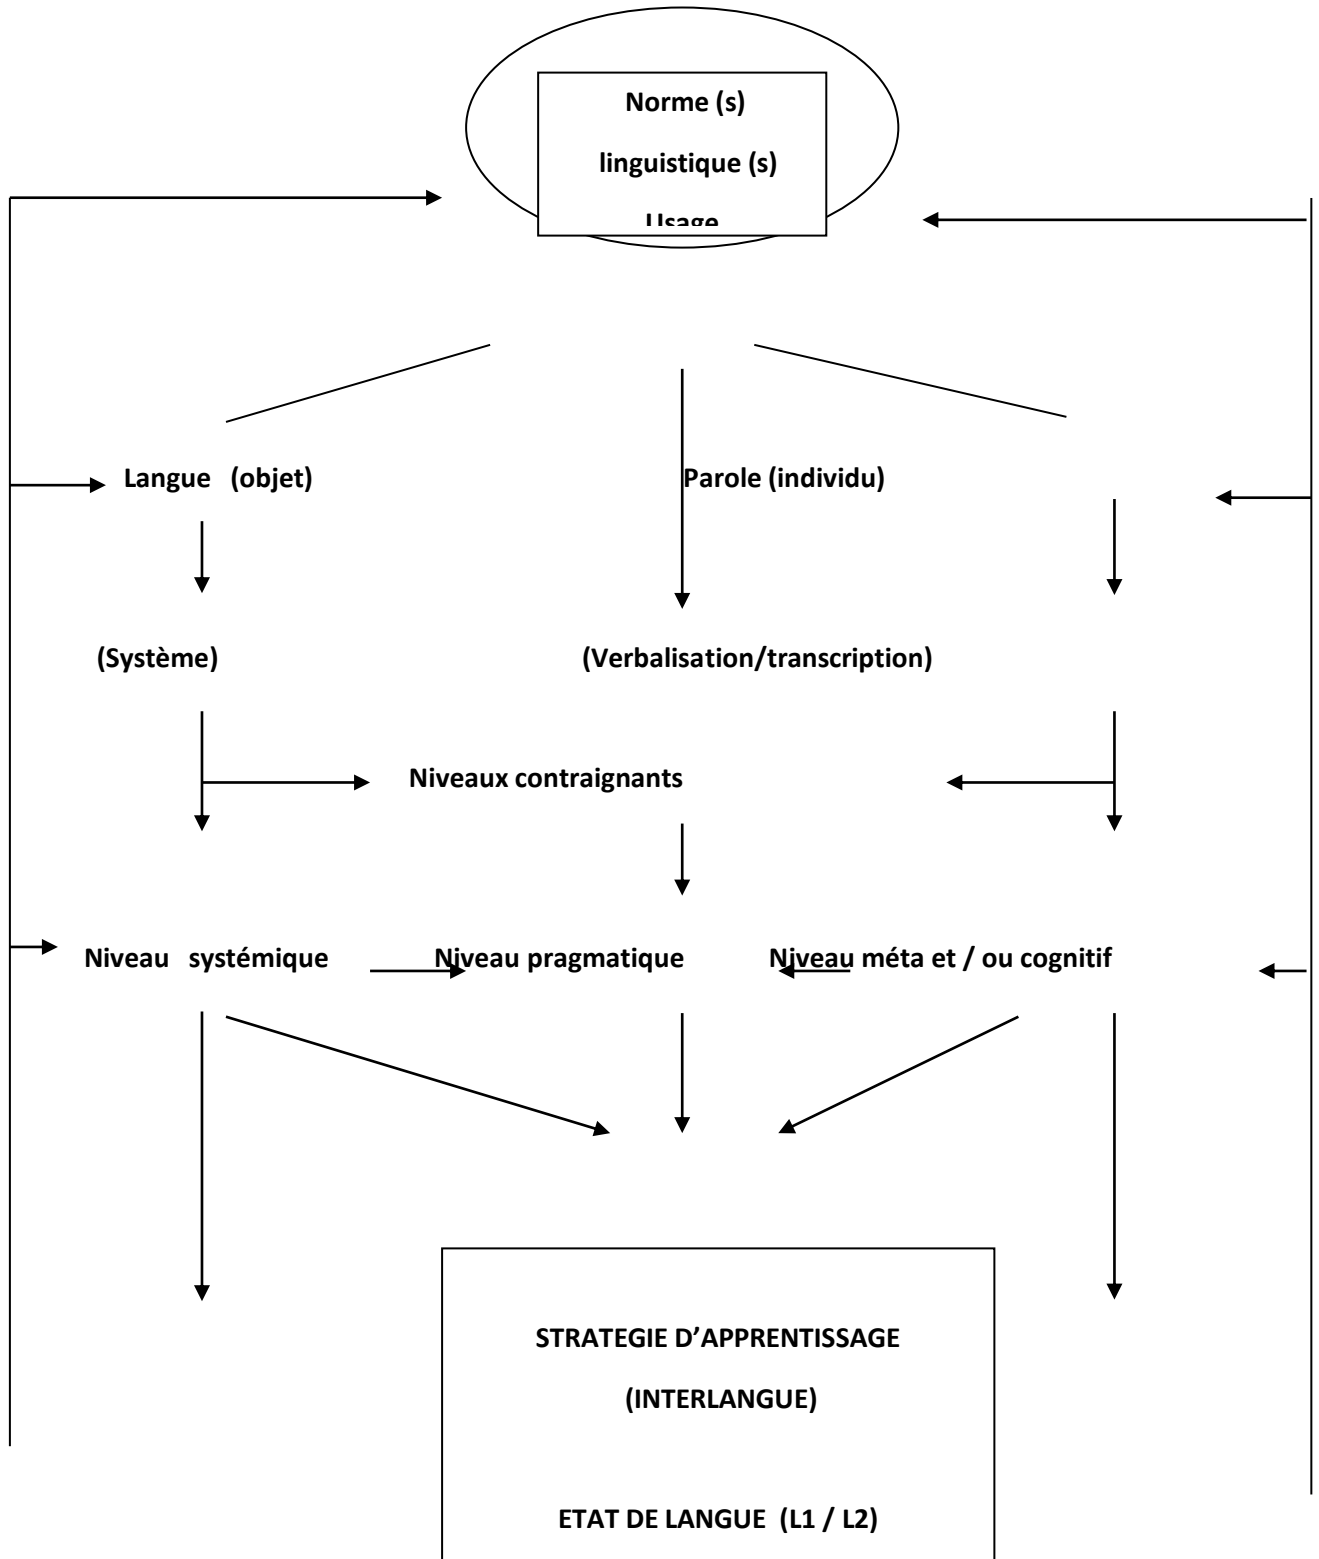 Norme (s)
linguistique (s)
Usage
Langue (objet) Parole (individu)
(Système) (Verbalisation/transcription)
Niveaux contraignants
Niveau systémique Niveau pragmatique Niveau méta et / ou cognitif
STRATEGIE D’APPRENTISSAGE
(INTERLANGUE)
ETAT DE LANGUE (L1 / L2)